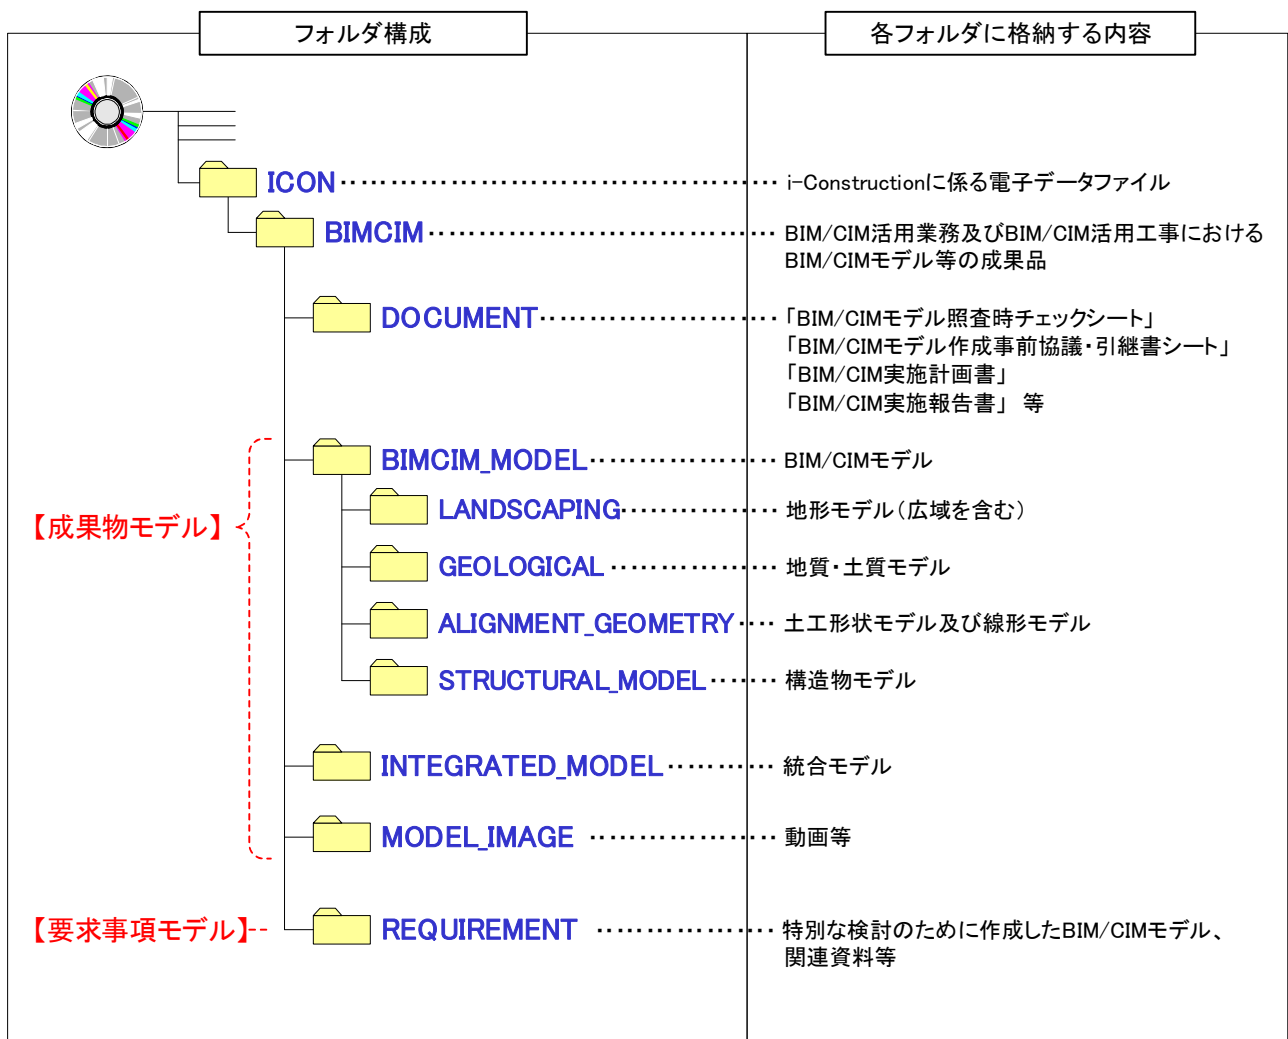 フォルダ構成
各フォルダに格納する内容
ICON
i-Constructionに係る電子データファイル
BIMCIM
BIM/CIM活用業務及びBIM/CIM活用工事における
BIM/CIMモデル等の成果品
DOCUMENT
「BIM/CIMモデル照査時チェックシート」
「BIM/CIMモデル作成事前協議・引継書シート」
「BIM/CIM実施計画書」
「BIM/CIM実施報告書」 等
【成果物モデル】
BIMCIM_MODEL
BIM/CIMモデル
LANDSCAPING
地形モデル(広域を含む)
GEOLOGICAL
地質・土質モデル
ALIGNMENT_GEOMETRY
土工形状モデル及び線形モデル
STRUCTURAL_MODEL
構造物モデル
INTEGRATED_MODEL
統合モデル
MODEL_IMAGE
動画等
【要求事項モデル】
REQUIREMENT
特別な検討のために作成したBIM/CIMモデル、
関連資料等